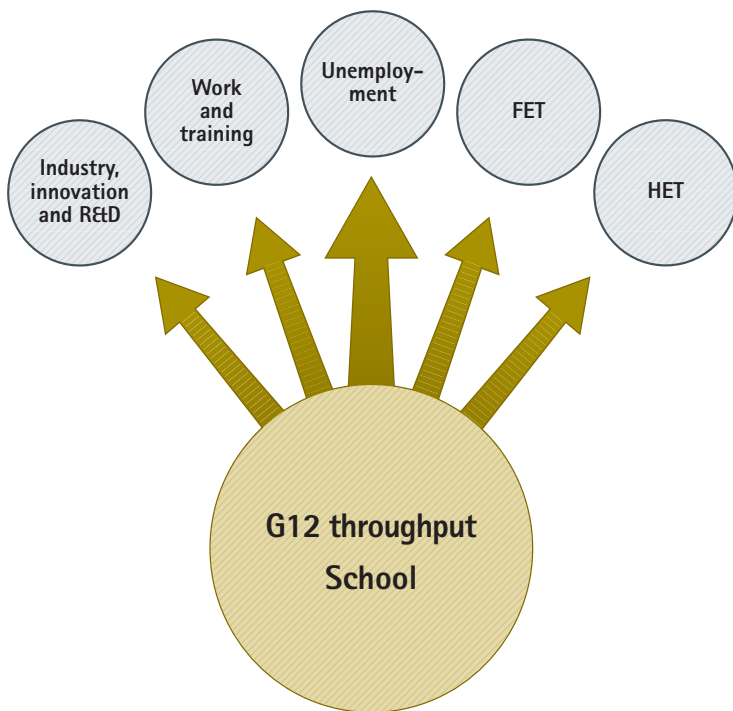 Unemploy-
ment
Work
and
training
FET
Industry,
innovation
and R&D
HET
G12 throughput
School